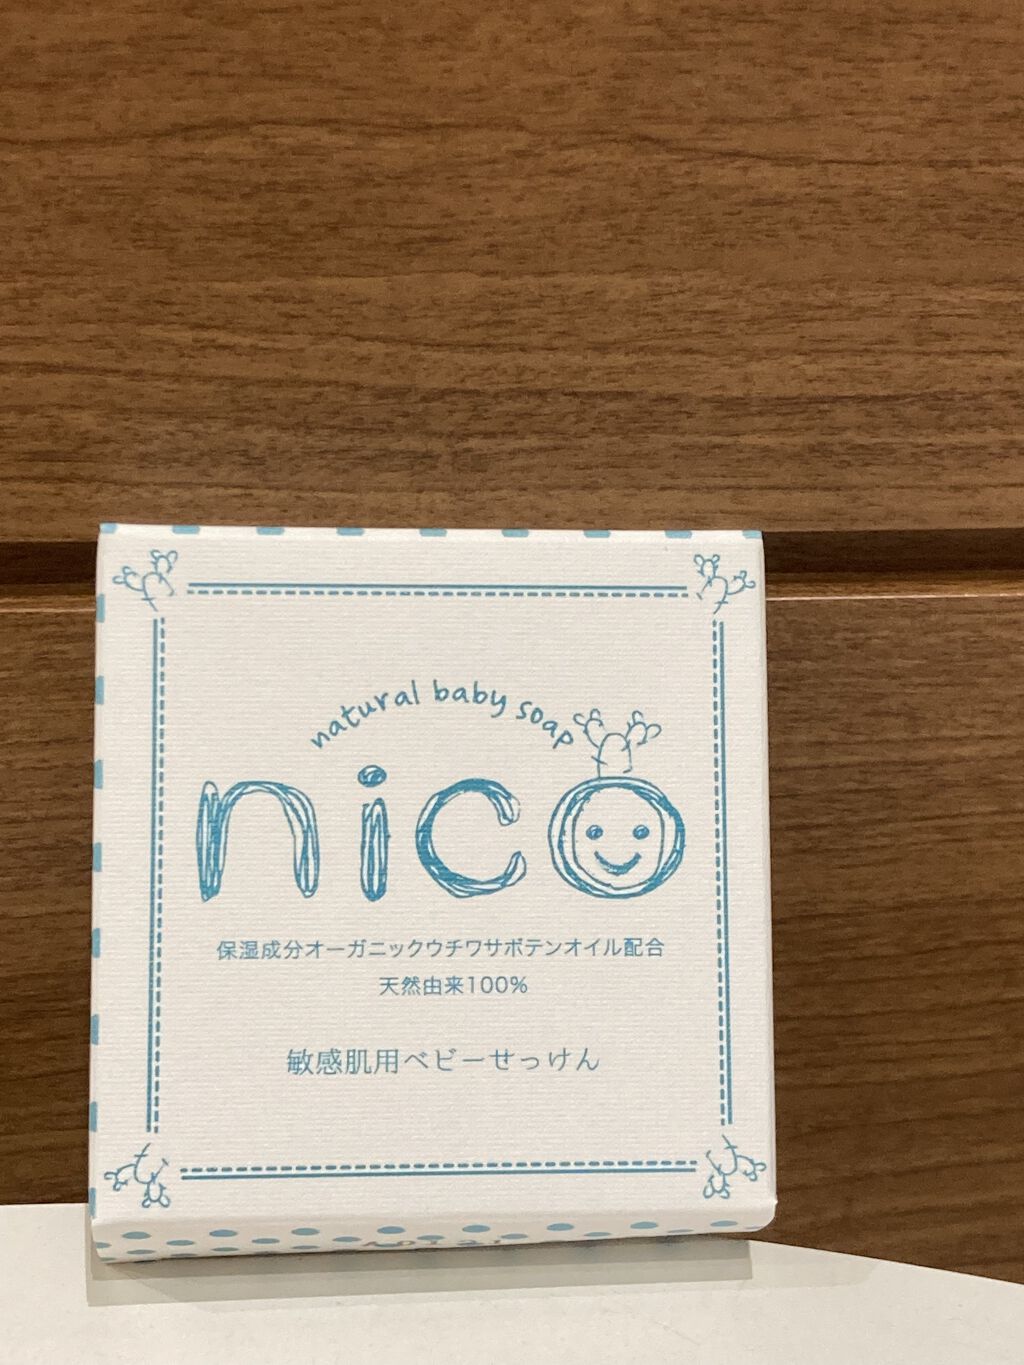 natural baby soap
nico
保湿成分オーガニックウチワサボテンオイル配合
天然由来100%
敏感肌用ベビーせっけん